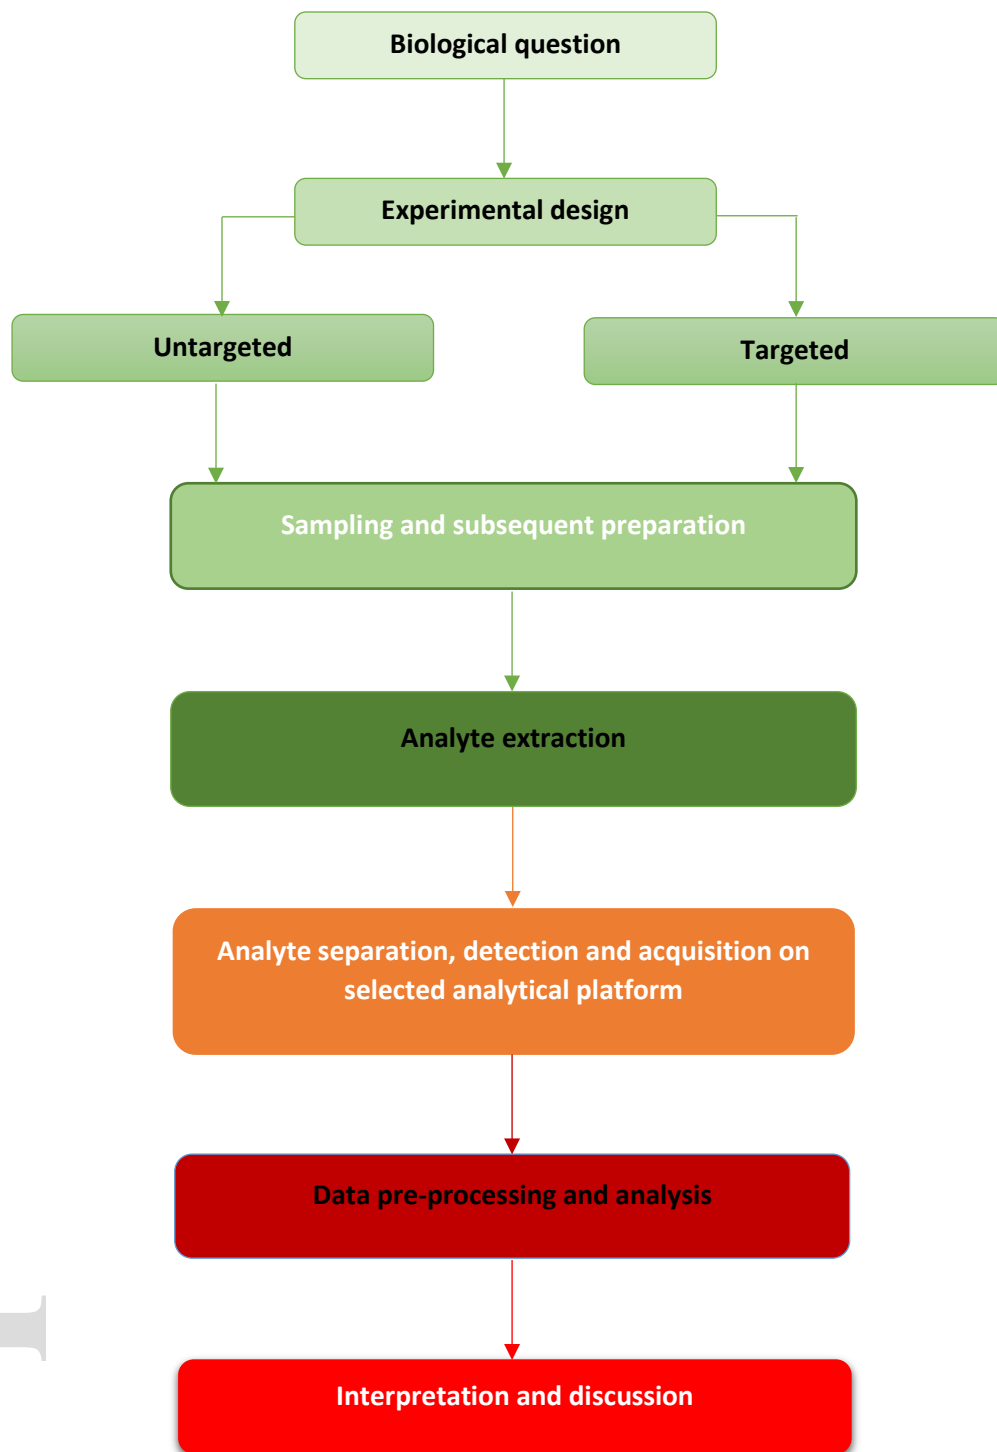 Biological question
Experimental design
Untargeted
Targeted
Sampling and subsequent preparation
Analyte extraction
Analyte separation, detection and acquisition on
selected analytical platform
Data pre-processing and analysis
Interpretation and discussion